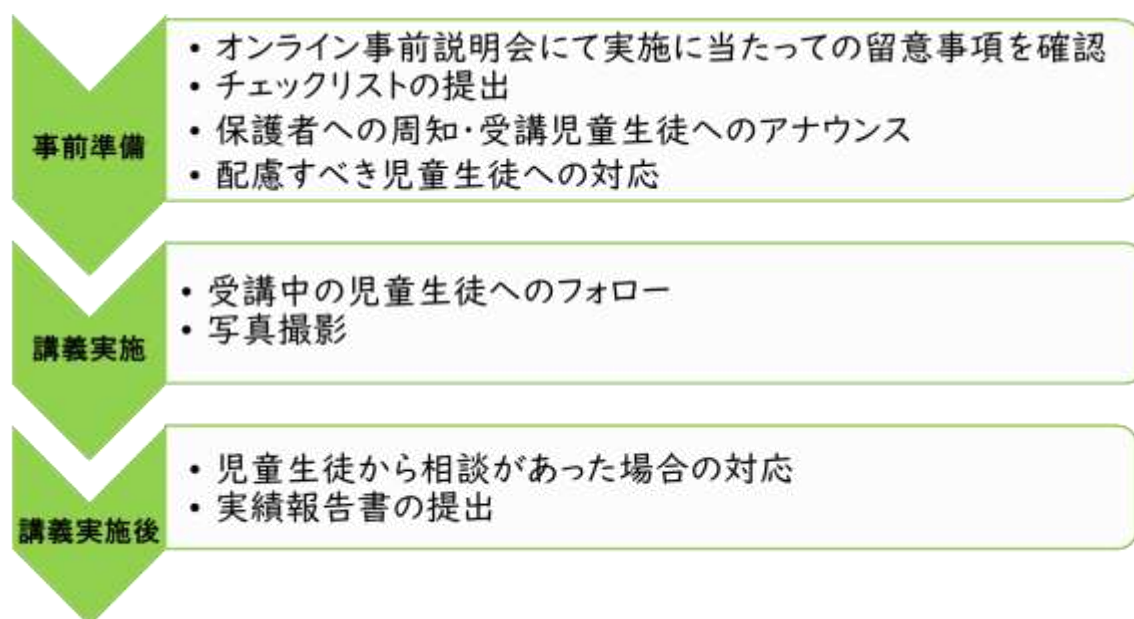 事前準備
• オンライン事前説明会にて実施に当たっての留意事項を確認
• チェックリストの提出
• 保護者への周知・受講児童生徒へのアナウンス
• 配慮すべき児童生徒への対応
講義実施
• 受講中の児童生徒へのフォロー
• 写真撮影
講義実施後
• 児童生徒から相談があった場合の対応
• 実績報告書の提出